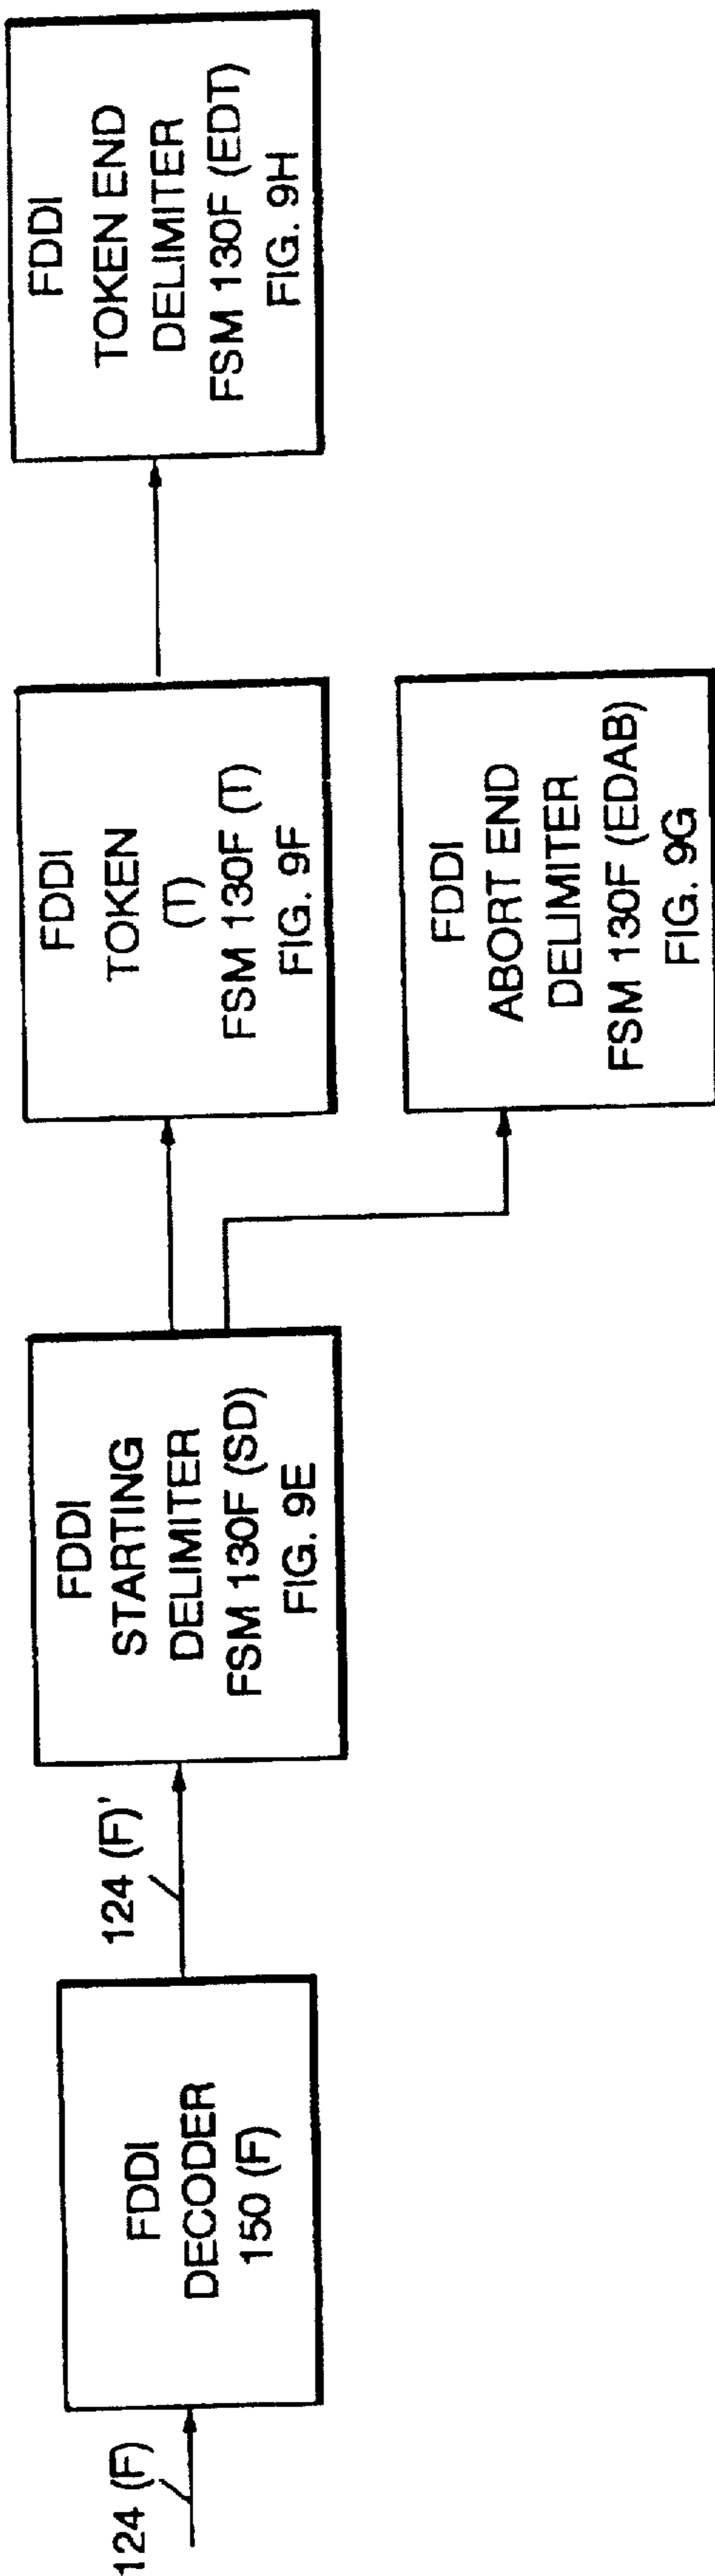 124 (F)
FDDI
DECODER
150 (F)
124 (F)'
FDDI
STARTING
DELIMITER
FSM 130F (SD)
FIG. 9E
FDDI
TOKEN
(T)
FSM 130F (T)
FIG. 9F
FDDI
ABORT END
DELIMITER
FSM 130F (EDAB)
FIG. 9G
FDDI
TOKEN END
DELIMITER
FSM 130F (EDT)
FIG. 9H